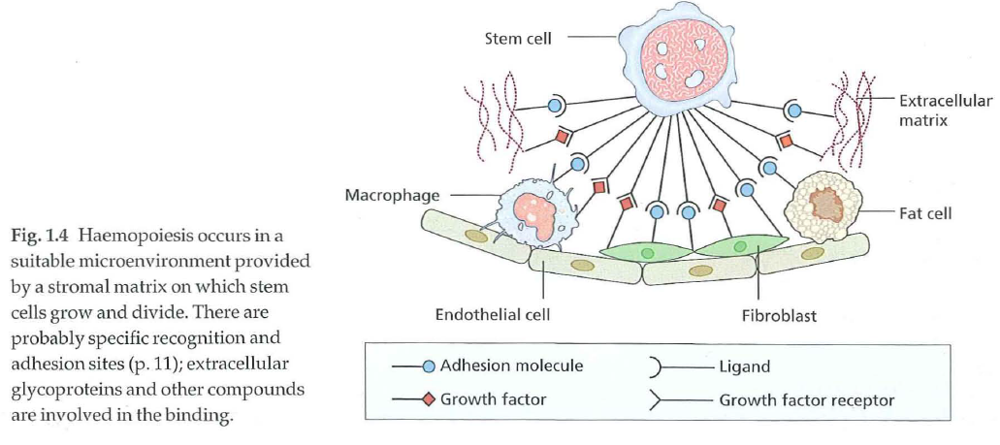 Stem cell
Extracellular
matrix
Macrophage
Fat cell
Endothelial cell
Fibroblast
Adhesion molecule
Ligand
Growth factor
Growth factor receptor
Fig. 1.4 Haemopoiesis occurs in a
suitable microenvironment provided
by a stromal matrix on which stem
cells grow and divide. There are
probably specific recognition and
adhesion sites (p. 11); extracellular
glycoproteins and other compounds
are involved in the binding.